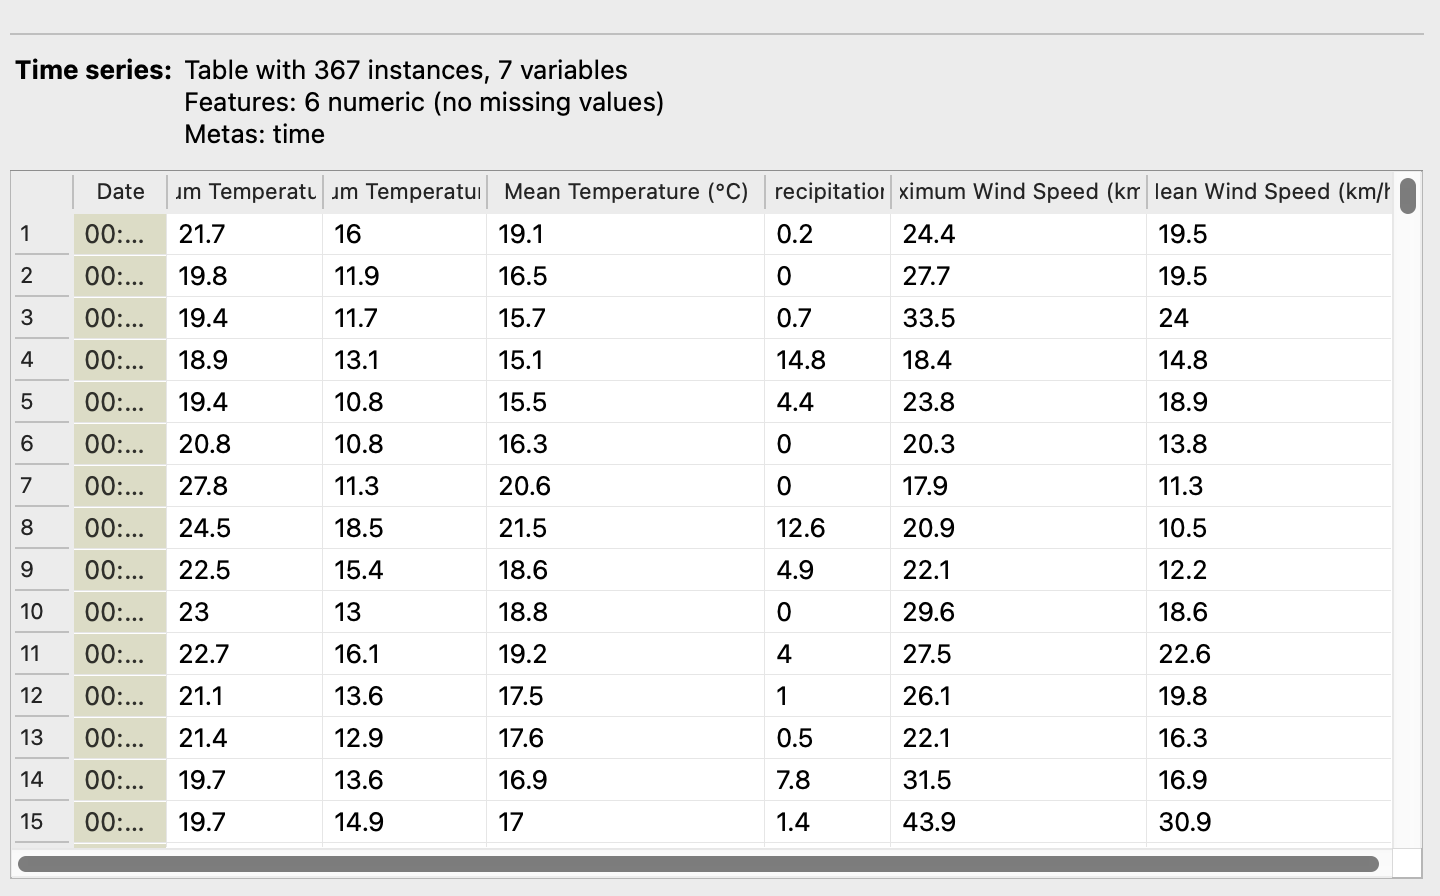 Time series: Table with 367 instances, 7 variables
Features: 6 numeric (no missing values)
Metas: time
Date um Temperatu um Temperatur Mean Temperature (°C) recipitation ximum Wind Speed (km lean Wind Speed (km/h
1 00:... 21.7 16 19.1 0.2 24.4 19.5
2 00:... 19.8 11.9 16.5 0 27.7 19.5
3 00:... 19.4 11.7 15.7 0.7 33.5 24
4 00:... 18.9 13.1 15.1 14.8 18.4 14.8
5 00:... 19.4 10.8 15.5 4.4 23.8 18.9
6 00:... 20.8 10.8 16.3 0 20.3 13.8
7 00:... 27.8 11.3 20.6 0 17.9 11.3
8 00:... 24.5 18.5 21.5 12.6 20.9 10.5
9 00:... 22.5 15.4 18.6 4.9 22.1 12.2
10 00:... 23 13 18.8 0 29.6 18.6
11 00:... 22.7 16.1 19.2 4 27.5 22.6
12 00:... 21.1 13.6 17.5 1 26.1 19.8
13 00:... 21.4 12.9 17.6 0.5 22.1 16.3
14 00:... 19.7 13.6 16.9 7.8 31.5 16.9
15 00:... 19.7 14.9 17 1.4 43.9 30.9